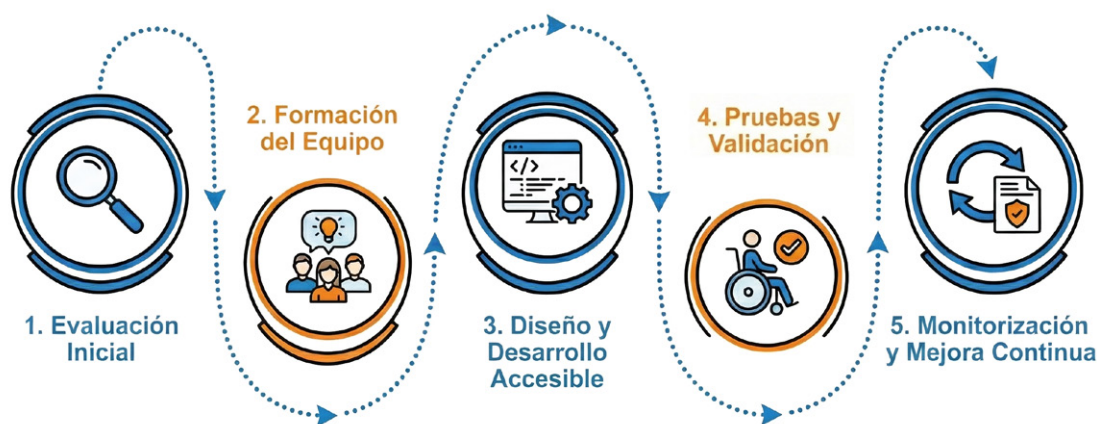 1. Evaluación
Inicial
2. Formación
del Equipo
</>
3. Diseño y
Desarrollo
Accesible
4. Pruebas y
Validación
5. Monitorización
y Mejora Continua